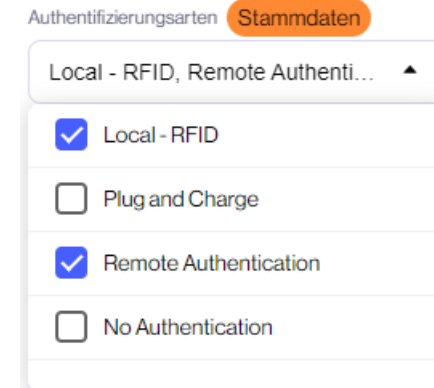 Authentifizierungsarten Stammdaten
Local - RFID, Remote Authenti...
Local - RFID
Plug and Charge
Remote Authentication
No Authentication